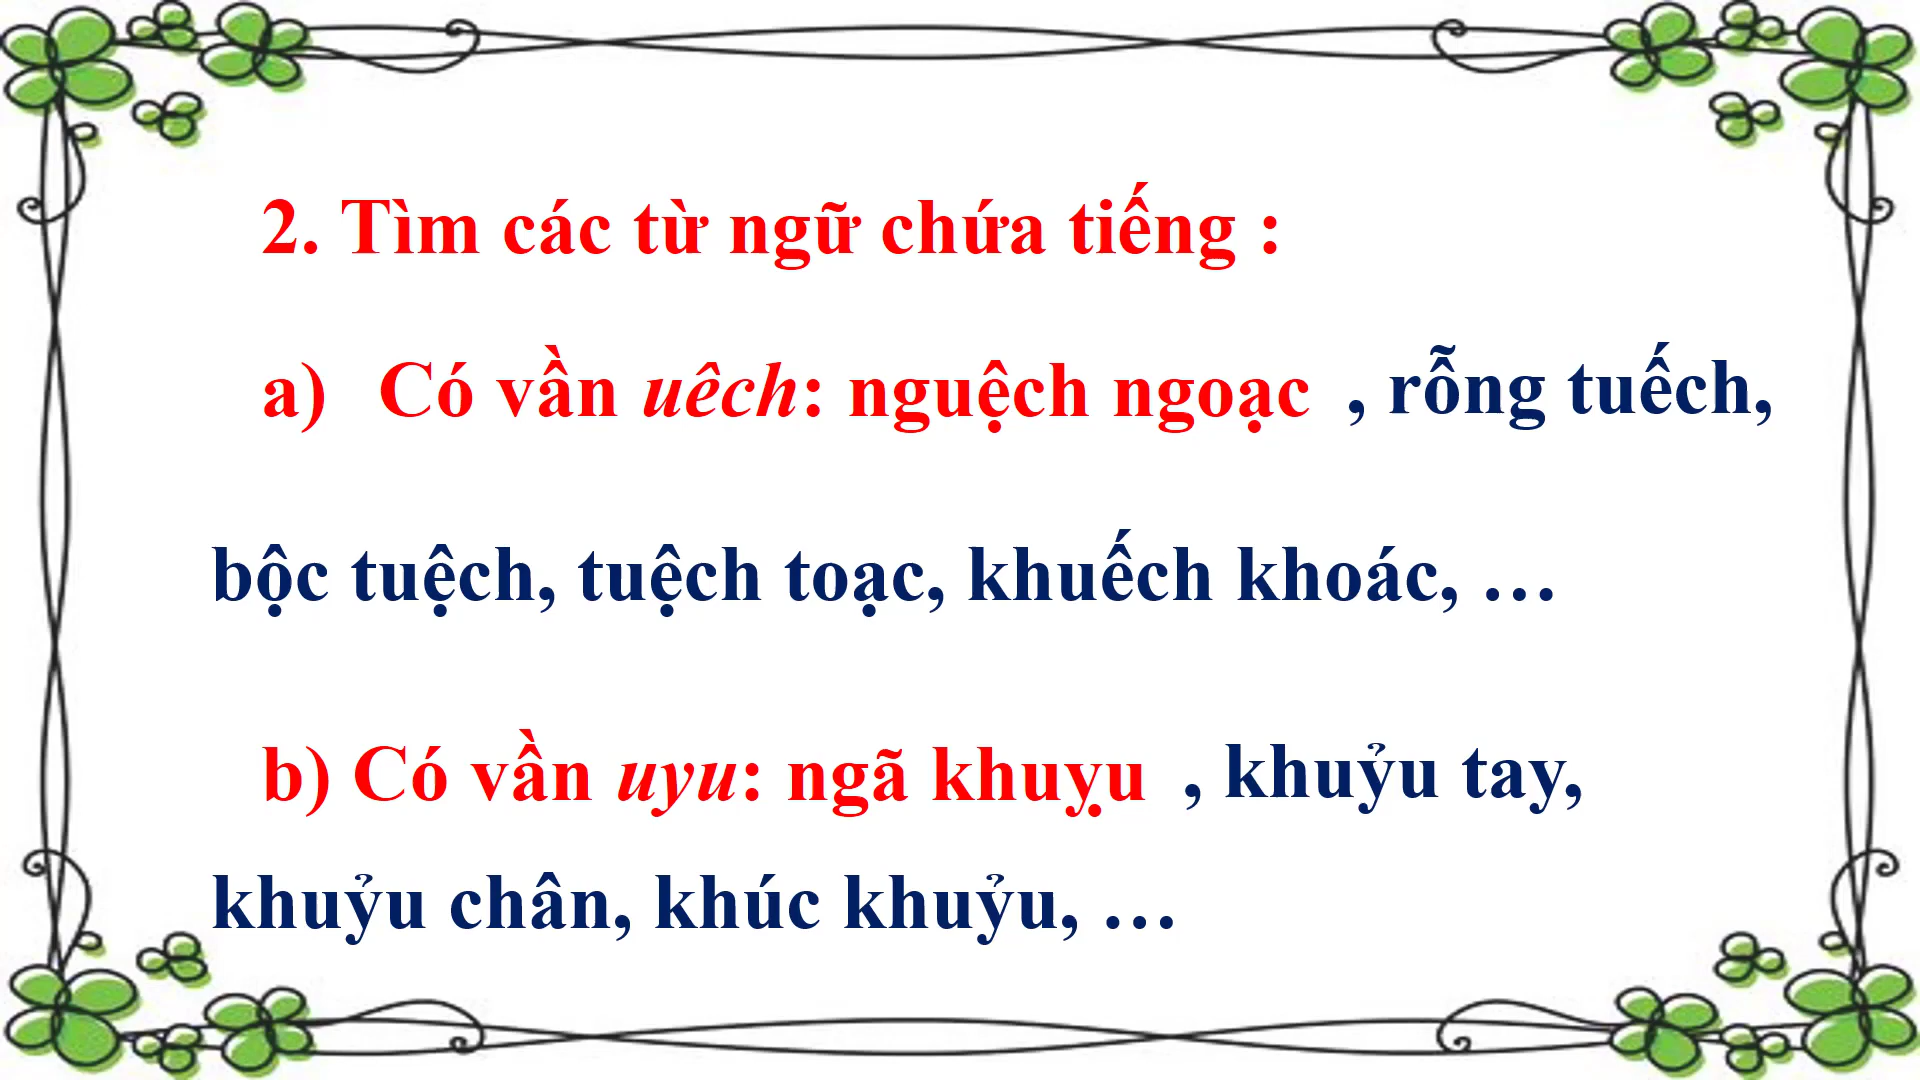 2. Tìm các từ ngữ chứa tiếng :
a) Có vần uêch: nguệch ngoạc , rỗng tuếch,
bộc tuệch, tuệch toạc, khuếch khoác, …
b) Có vần uyu: ngã khuỵu , khuỷu tay,
khuỷu chân, khúc khuỷu, …